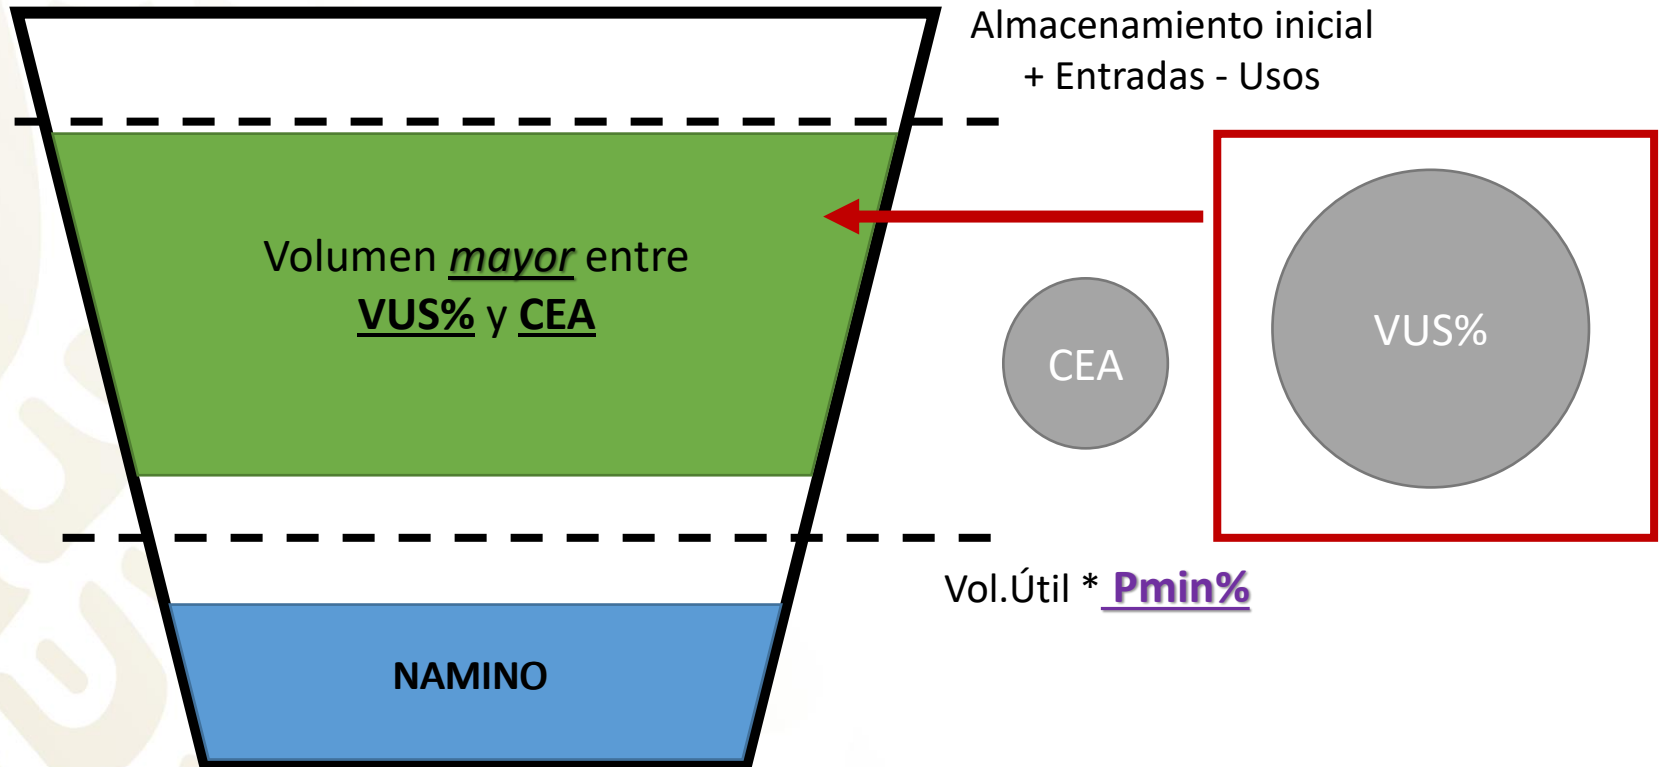 Almacenamiento inicial
+ Entradas - Usos
Volumen mayor entre
VUS% y CEA
CEA
VUS%
Vol.Útil * Pmin%
NAMINO